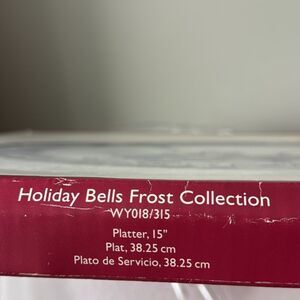 Holiday Bells Frost Collection
WY018/315
Platter, 15"
Plat, 38.25 cm
Plato de Servicio, 38.25 cm